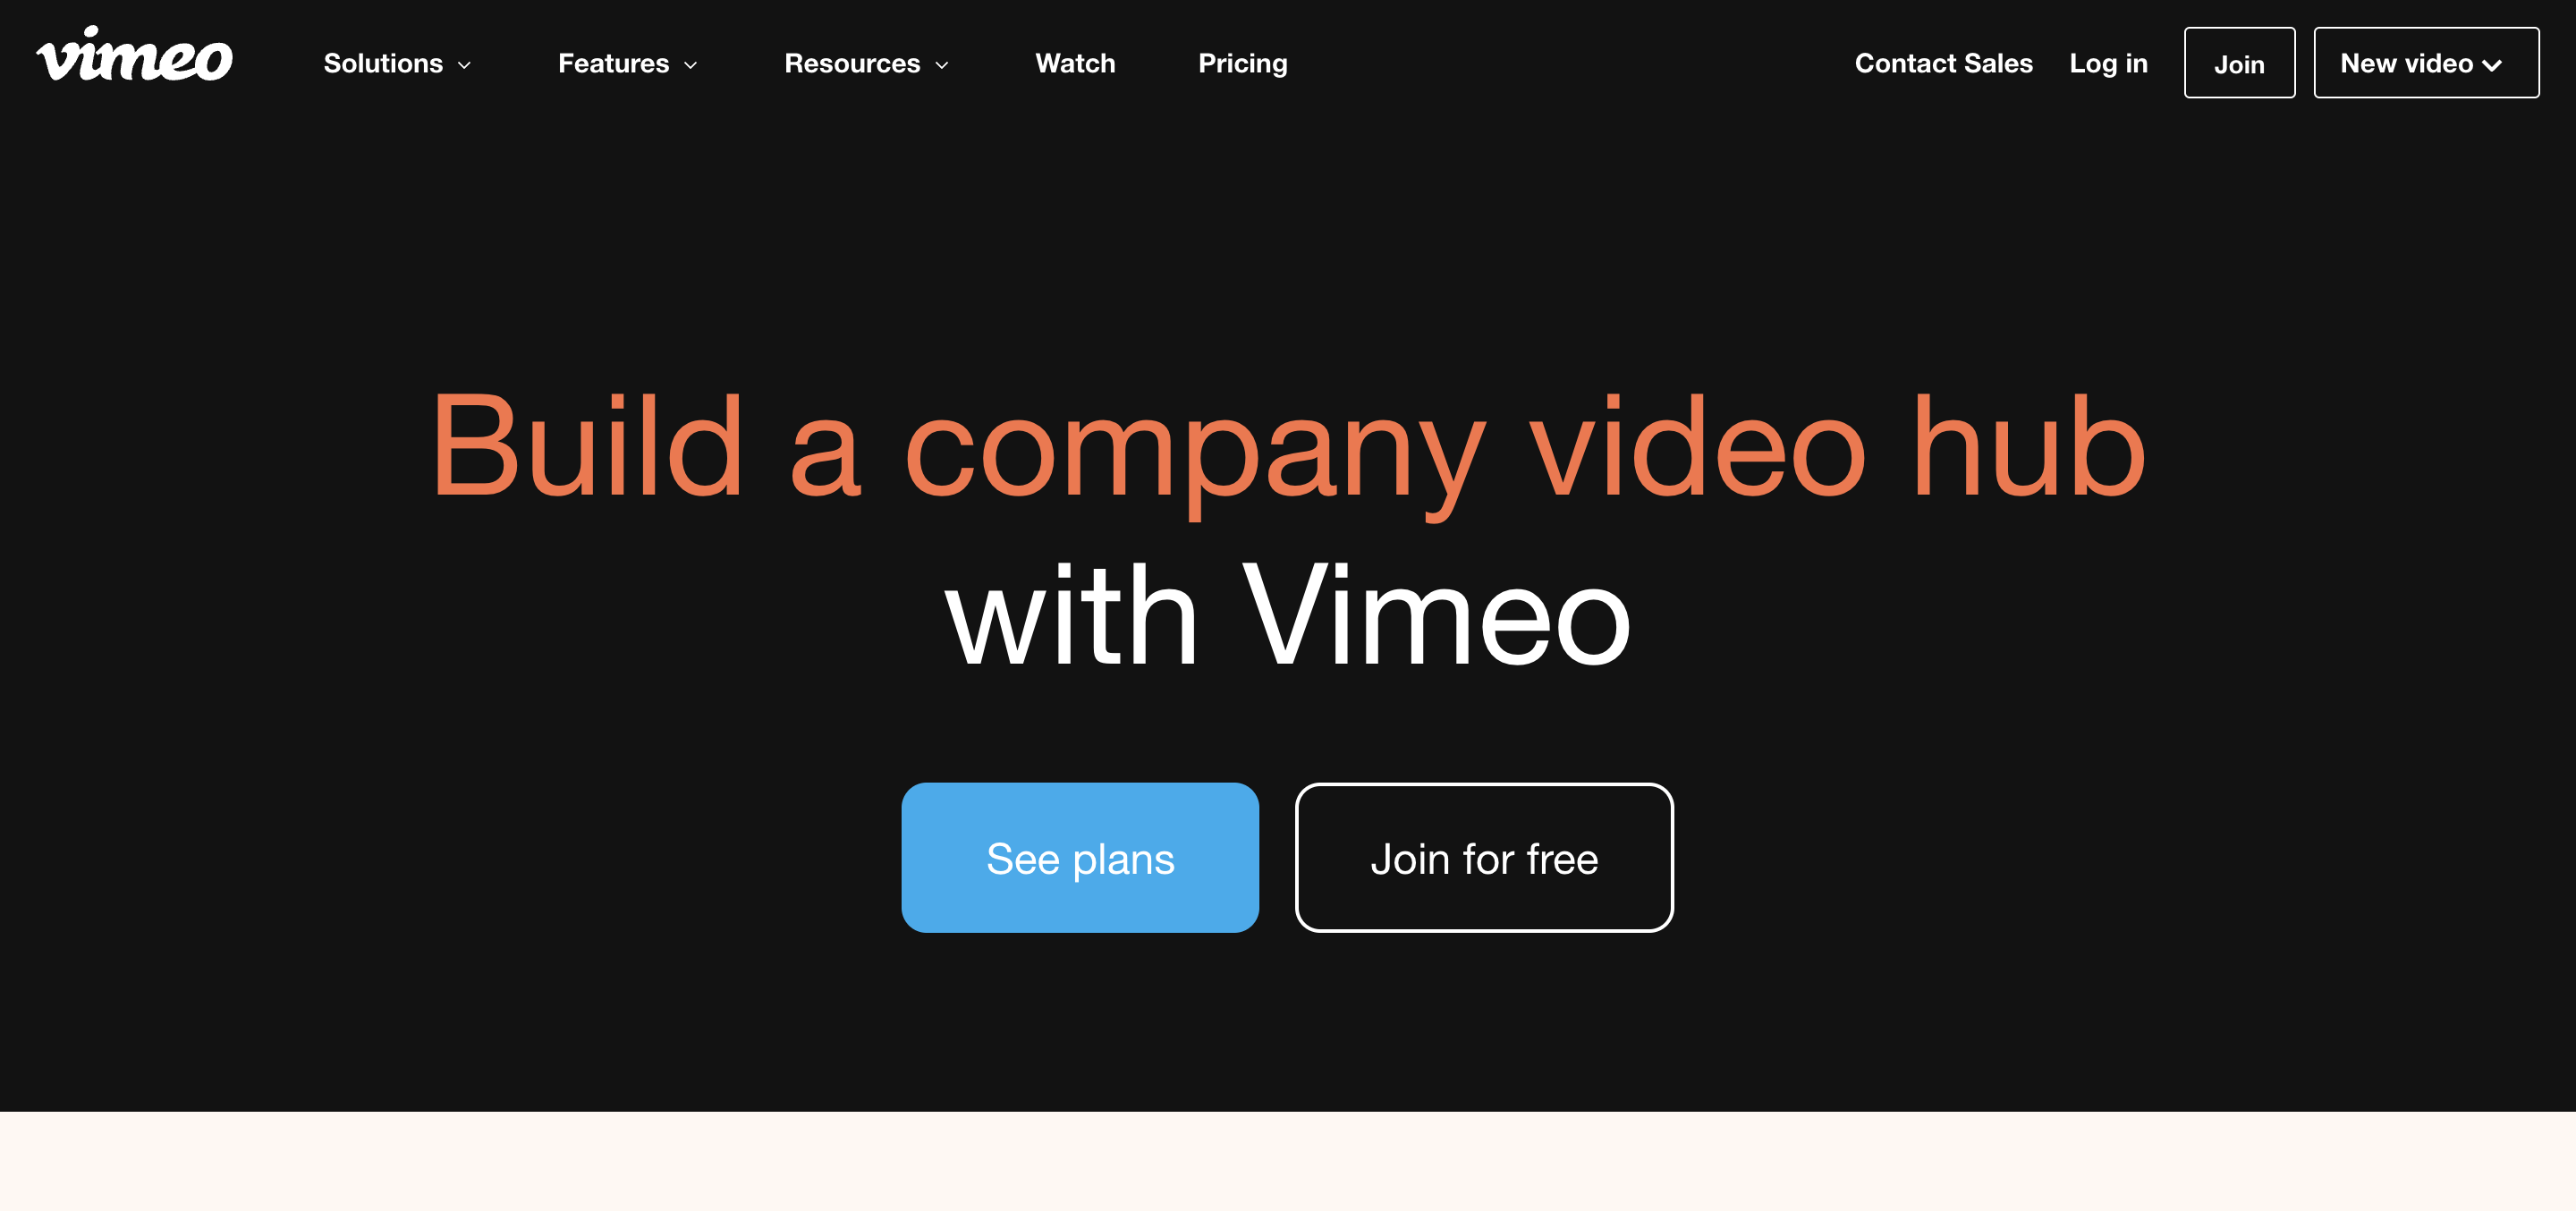 vimeo Solutions Features Resources Watch Pricing Contact Sales Log in Join New video
Build a company video hub
with Vimeo
See plans Join for free